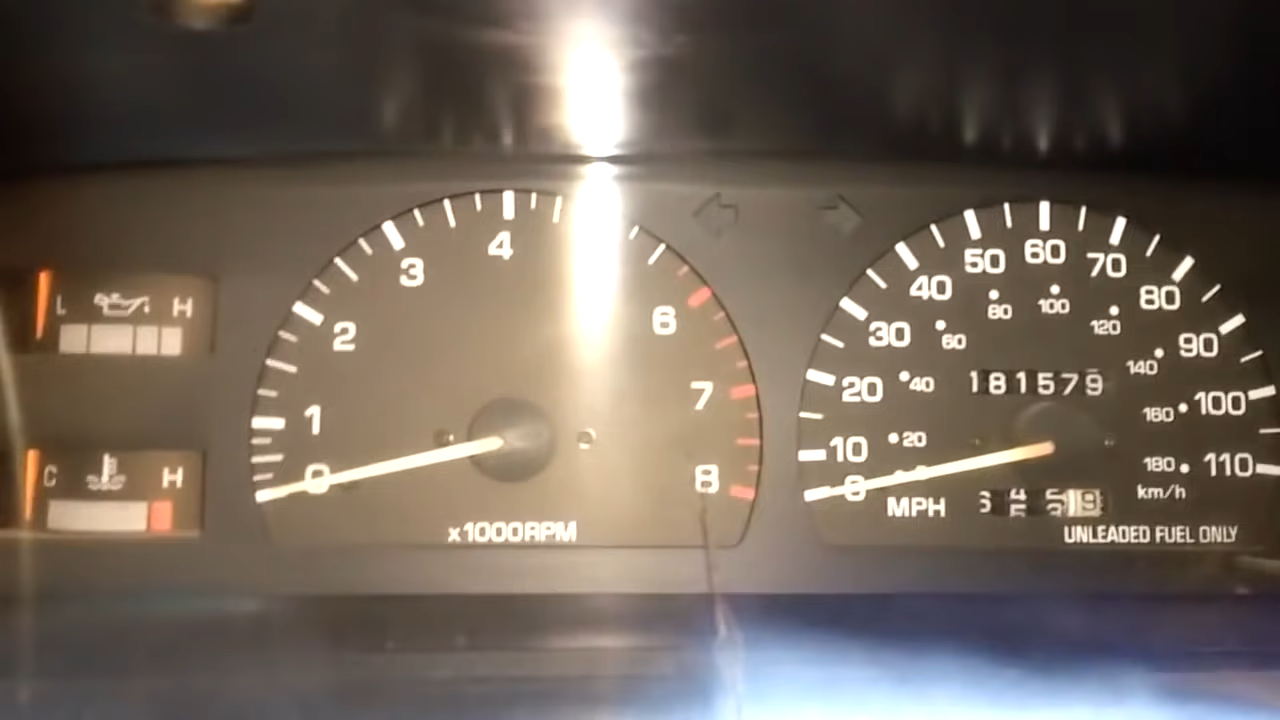 L H
C H
0 1 2 3 4 6 7 8
x1000RPM
0 10 20 30 40 50 60 70 80 90 100 110
20 40 60 80 100 120 140 160 180
km/h
181579
MPH
UNLEADED FUEL ONLY